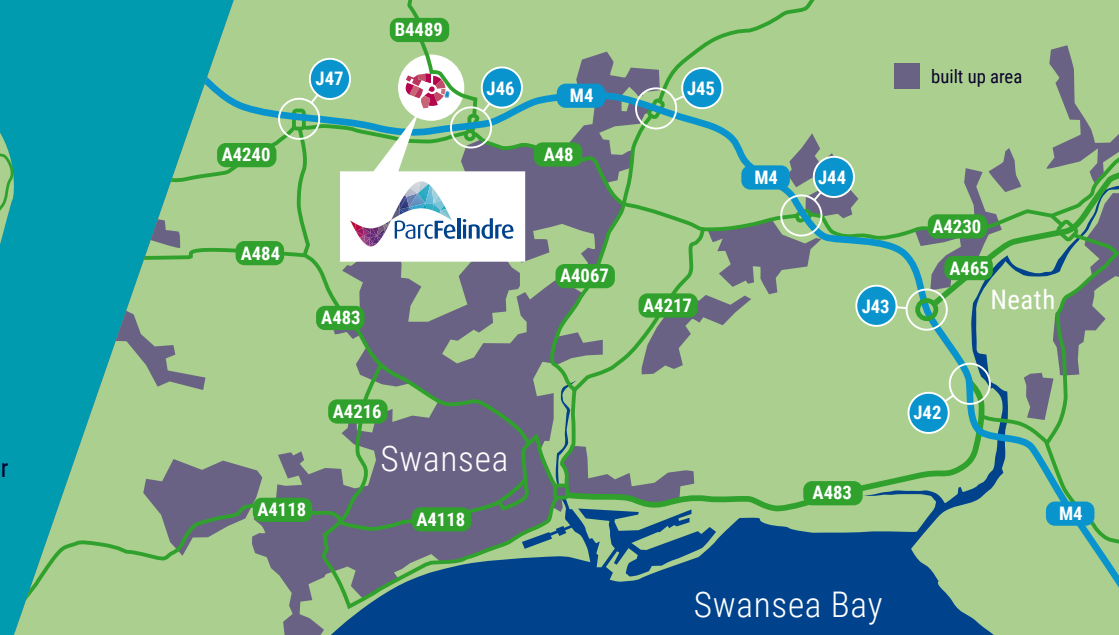 B4489
J47
J46
J45
M4
built up area
A4240
A48
M4
J44
ParcFelindre
A484
A4230
A465
A4067
A4217
J43
Neath
A483
A4216
J42
Swansea
r
A4118
A4118
A483
M4
Swansea Bay